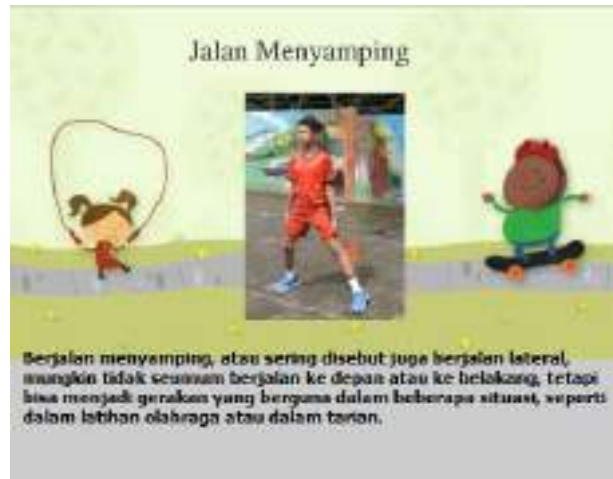 Jalan Menyamping
Berjalan menyamping, atau sering disebut juga berjalan lateral,
mungkin tidak seumum berjalan ke depan atau ke belakang, tetapi
bisa menjadi gerakan yang berguna dalam beberapa situasi, seperti
dalam latihan olahraga atau dalam tarian.